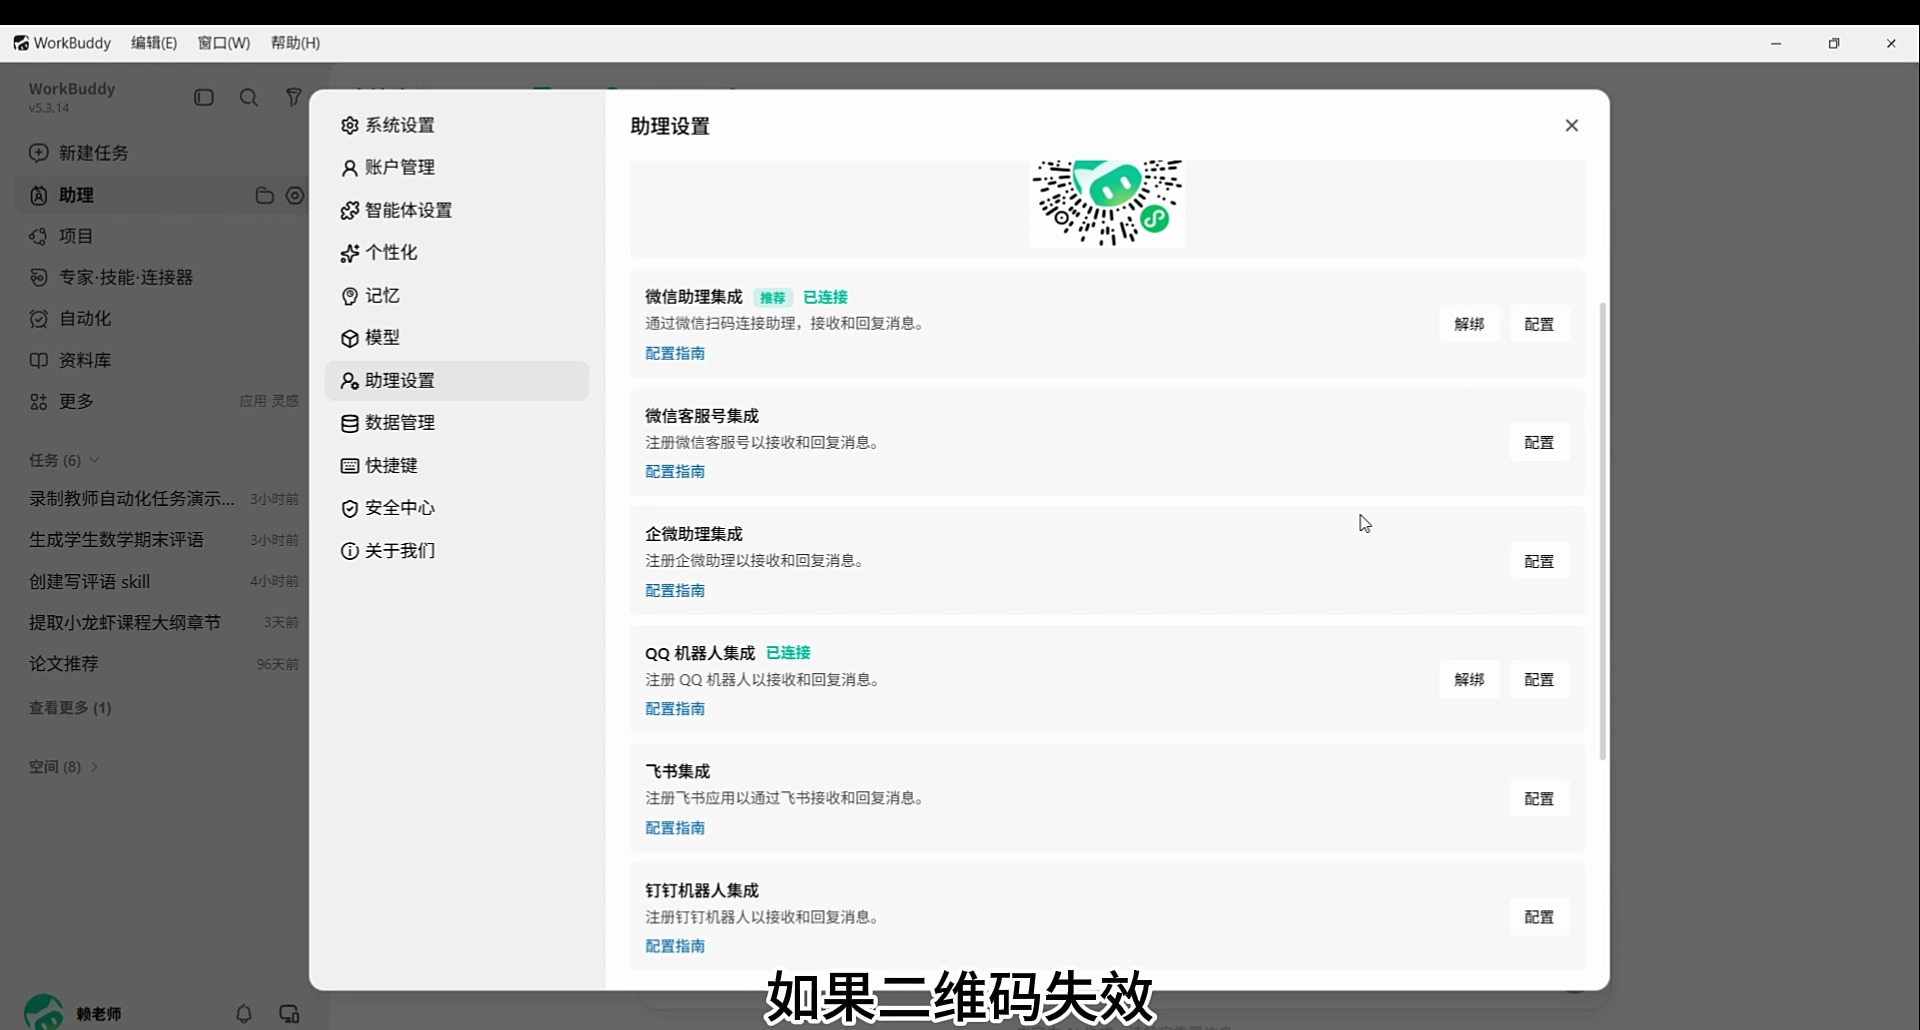 WorkBuddy 编辑(E) 窗口(W) 帮助(H)
WorkBuddy
v5.3.14
新建任务
助理
项目
专家·技能·连接器
自动化
资料库
更多 应用·灵感
任务 (6)
录制教师自动化任务演示... 3小时前
生成学生数学期末评语 3小时前
创建写评语 skill 4小时前
提取小龙虾课程大纲章节 3天前
论文推荐 96天前
查看更多 (1)
空间 (8)
赖老师
系统设置
账户管理
智能体设置
个性化
记忆
模型
助理设置
数据管理
快捷键
安全中心
关于我们
助理设置
微信助理集成 推荐 已连接
通过微信扫码连接助理，接收和回复消息。
配置指南
解绑 配置
微信客服号集成
注册微信客服号以接收和回复消息。
配置指南
配置
企微助理集成
注册企微助理以接收和回复消息。
配置指南
配置
QQ 机器人集成 已连接
注册 QQ 机器人以接收和回复消息。
配置指南
解绑 配置
飞书集成
注册飞书应用以通过飞书接收和回复消息。
配置指南
配置
钉钉机器人集成
注册钉钉机器人以接收和回复消息。
配置指南
配置
如果二维码失效